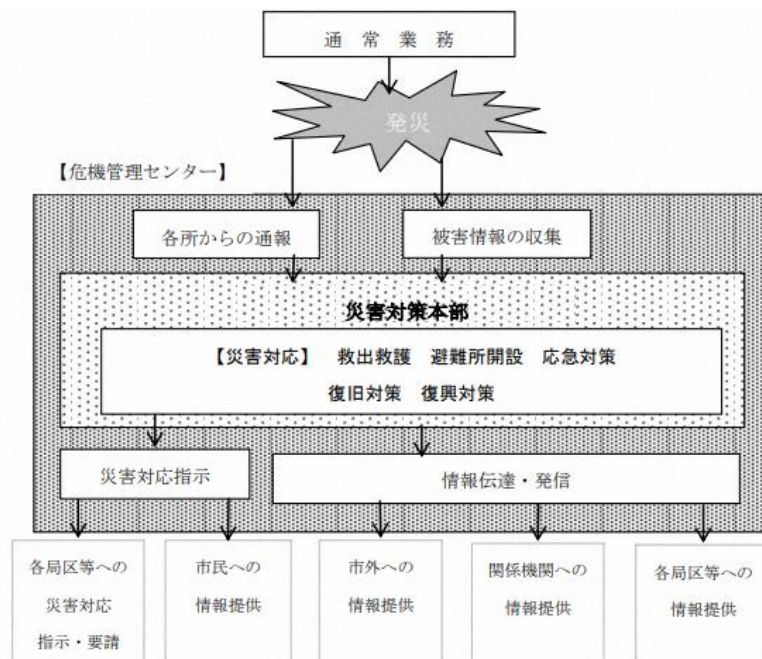 通常業務
発災
【危機管理センター】
各所からの通報
被害情報の収集
災害対策本部
【災害対応】　救出救護　避難所開設　応急対策
復旧対策　復興対策
災害対応指示
情報伝達・発信
各局区等への
災害対応
指示・要請
市民への
情報提供
市外への
情報提供
関係機関への
情報提供
各局区等への
情報提供